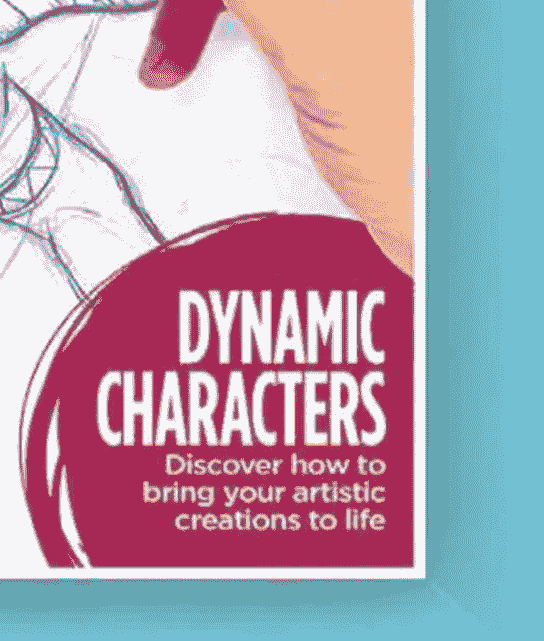 DYNAMIC
CHARACTERS
Discover how to
bring your artistic
creations to life